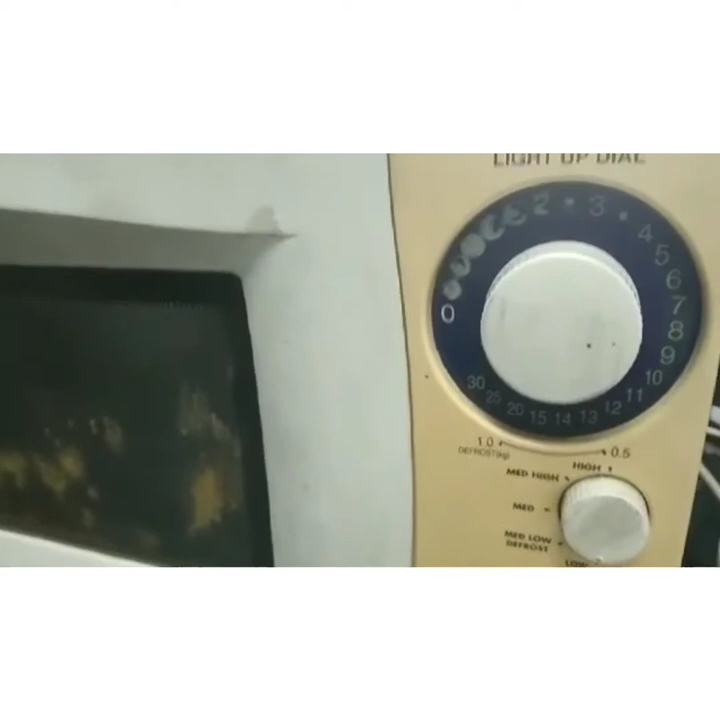 LIGHT UP DIAL
0 2 • 3 • 4 5 6 7 8 9 10 11 12 13 14 15 20 25 30
1.0 0.5
DEFROST(kg)
HIGH
MED HIGH
MED
MED LOW
DEFROST
LOW